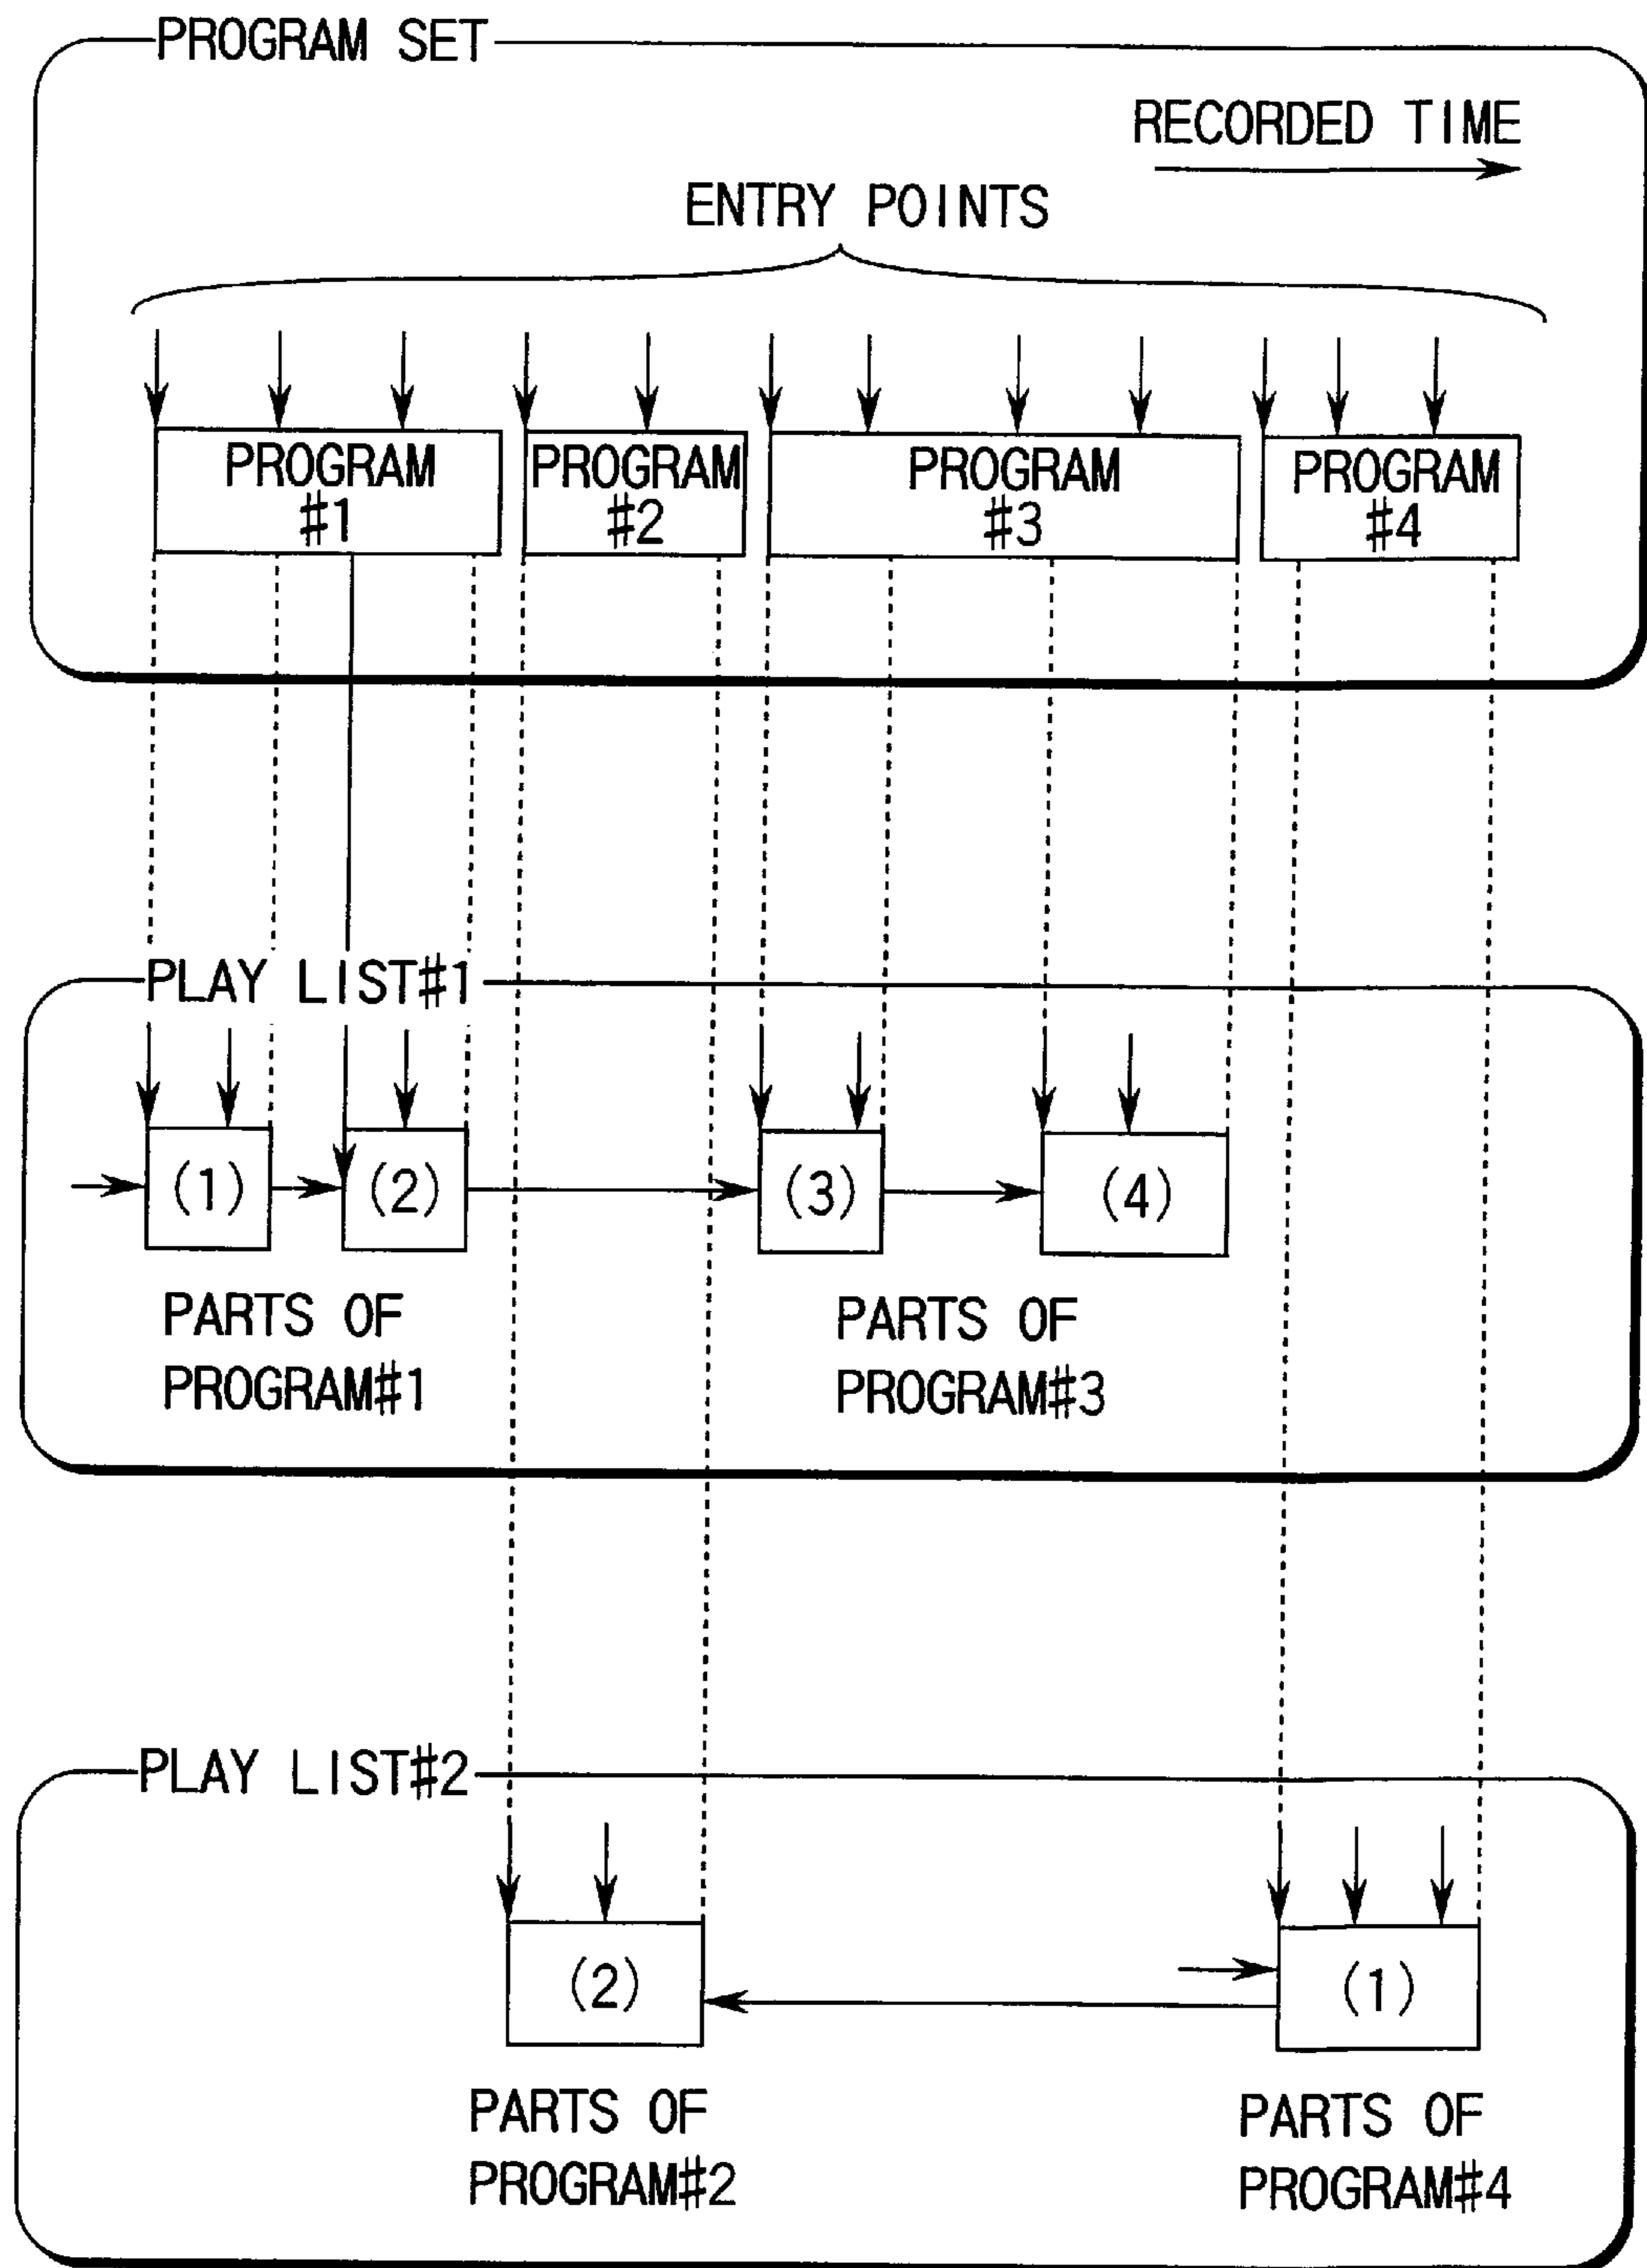 PROGRAM SET
RECORDED TIME
ENTRY POINTS
PROGRAM
#1
PROGRAM
#2
PROGRAM
#3
PROGRAM
#4
PLAY LIST#1
(1)
(2)
(3)
(4)
PARTS OF
PROGRAM#1
PARTS OF
PROGRAM#3
PLAY LIST#2
(2)
(1)
PARTS OF
PROGRAM#2
PARTS OF
PROGRAM#4